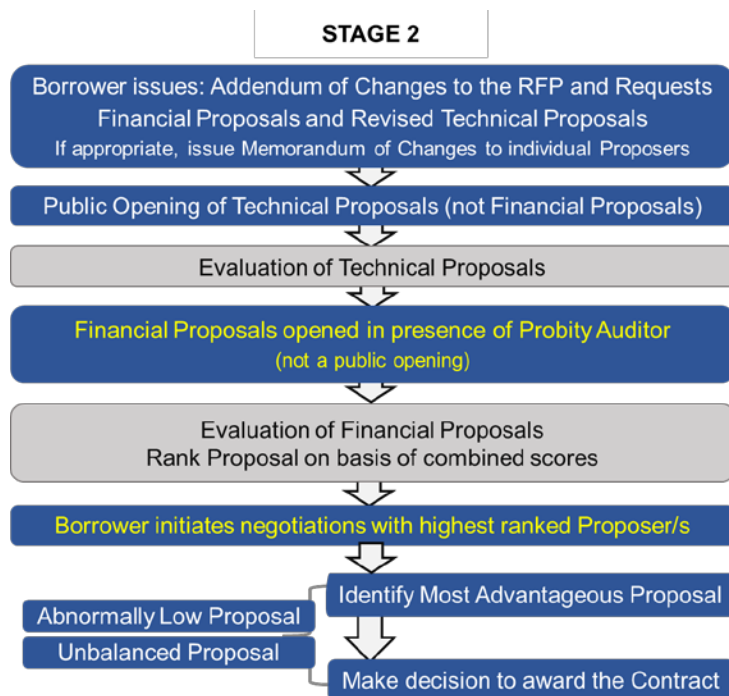 STAGE 2
Borrower issues: Addendum of Changes to the RFP and Requests
Financial Proposals and Revised Technical Proposals
If appropriate, issue Memorandum of Changes to individual Proposers
Public Opening of Technical Proposals (not Financial Proposals)
Evaluation of Technical Proposals
Financial Proposals opened in presence of Probity Auditor
(not a public opening)
Evaluation of Financial Proposals
Rank Proposal on basis of combined scores
Borrower initiates negotiations with highest ranked Proposer/s
Identify Most Advantageous Proposal
Abnormally Low Proposal
Unbalanced Proposal
Make decision to award the Contract